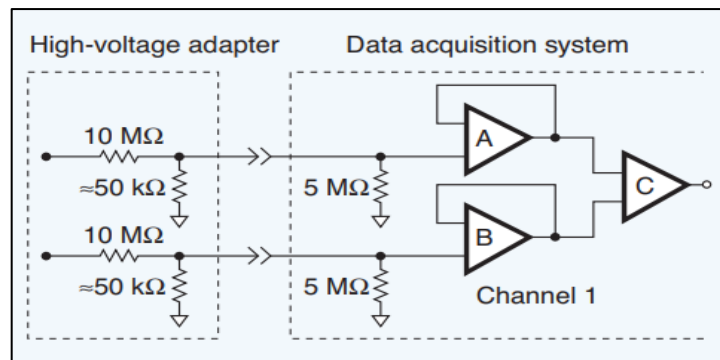 High-voltage adapter
Data acquisition system
10 MΩ
A
≈50 kΩ
5 MΩ
C
10 MΩ
B
≈50 kΩ
5 MΩ
Channel 1